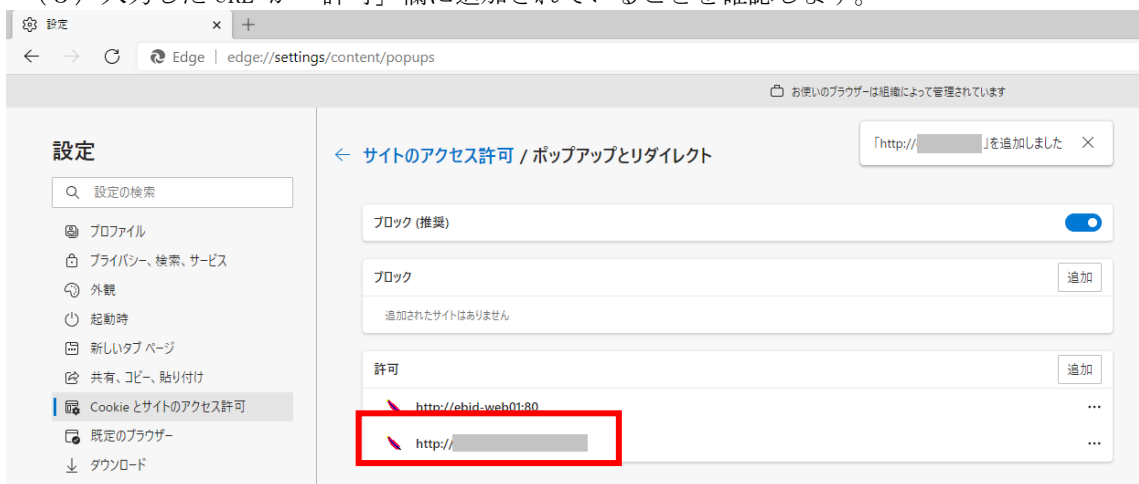 設定
Edge edge://settings/content/popups
お使いのブラウザーは組織によって管理されています
設定
サイトのアクセス許可 / ポップアップとリダイレクト
「http:// 」を追加しました
設定の検索
プロファイル
プライバシー、検索、サービス
外観
起動時
新しいタブ ページ
共有、コピー、貼り付け
Cookie とサイトのアクセス許可
既定のブラウザー
ダウンロード
ブロック (推奨)
ブロック
追加
追加されたサイトはありません
許可
追加
http://ebid-web01:80
http://